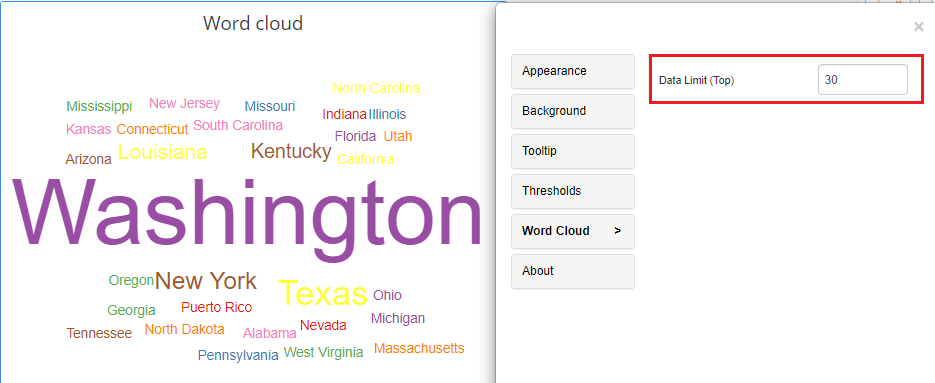 Word cloud
North Carolina
Mississippi New Jersey Missouri
Indiana Illinois
Kansas Connecticut South Carolina
Florida Utah
Arizona Louisiana Kentucky California
Washington
Oregon New York Texas Ohio
Georgia Puerto Rico
Michigan
Tennessee North Dakota Alabama Nevada
Pennsylvania West Virginia Massachusetts
×
Appearance
Background
Tooltip
Thresholds
Word Cloud >
About
Data Limit (Top) 30